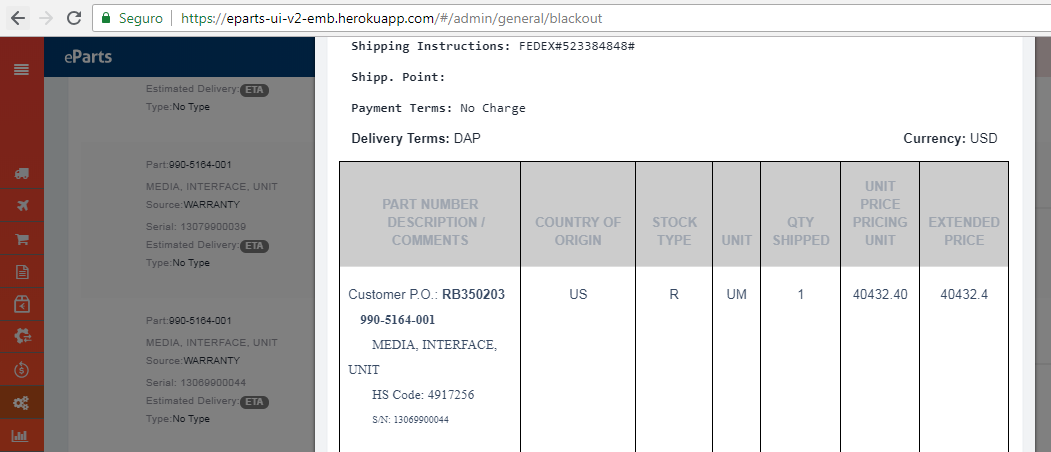 Seguro | https://eparts-ui-v2-emb.herokuapp.com/#/admin/general/blackout
eParts
Estimated Delivery: ETA
Type:No Type
Part:990-5164-001
MEDIA, INTERFACE, UNIT
Source:WARRANTY
Serial: 13079900039
Estimated Delivery: ETA
Type:No Type
Part:990-5164-001
MEDIA, INTERFACE, UNIT
Source:WARRANTY
Serial: 13069900044
Estimated Delivery: ETA
Type:No Type
Shipping Instructions: FEDEX#523384848#
Shipp. Point:
Payment Terms: No Charge
Delivery Terms: DAP
Currency: USD
PART NUMBER
DESCRIPTION /
COMMENTS
COUNTRY OF
ORIGIN
STOCK
TYPE
UNIT
QTY
SHIPPED
UNIT
PRICE
PRICING
UNIT
EXTENDED
PRICE
Customer P.O.: RB350203
US
R
UM
1
40432.40
40432.4
990-5164-001
MEDIA, INTERFACE,
UNIT
HS Code: 4917256
S/N: 13069900044